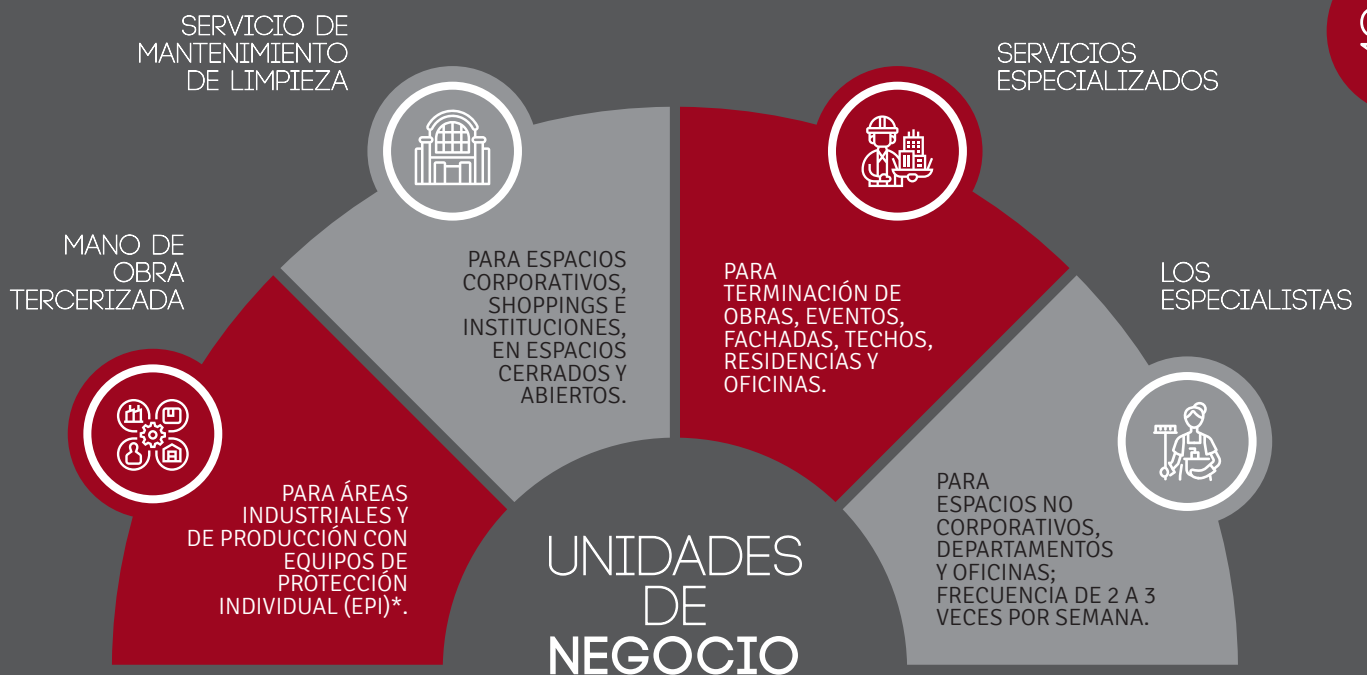 SERVICIO DE
MANTENIMIENTO
DE LIMPIEZA
SERVICIOS
ESPECIALIZADOS
MANO DE
OBRA
TERCERIZADA
LOS
ESPECIALISTAS
PARA ÁREAS
INDUSTRIALES Y
DE PRODUCCIÓN CON
EQUIPOS DE
PROTECCIÓN
INDIVIDUAL (EPI)*.
PARA ESPACIOS
CORPORATIVOS,
SHOPPINGS E
INSTITUCIONES,
EN ESPACIOS
CERRADOS Y
ABIERTOS.
PARA
TERMINACIÓN DE
OBRAS, EVENTOS,
FACHADAS, TECHOS,
RESIDENCIAS Y
OFICINAS.
PARA
ESPACIOS NO
CORPORATIVOS,
DEPARTAMENTOS
Y OFICINAS;
FRECUENCIA DE 2 A 3
VECES POR SEMANA.
UNIDADES
DE
NEGOCIO